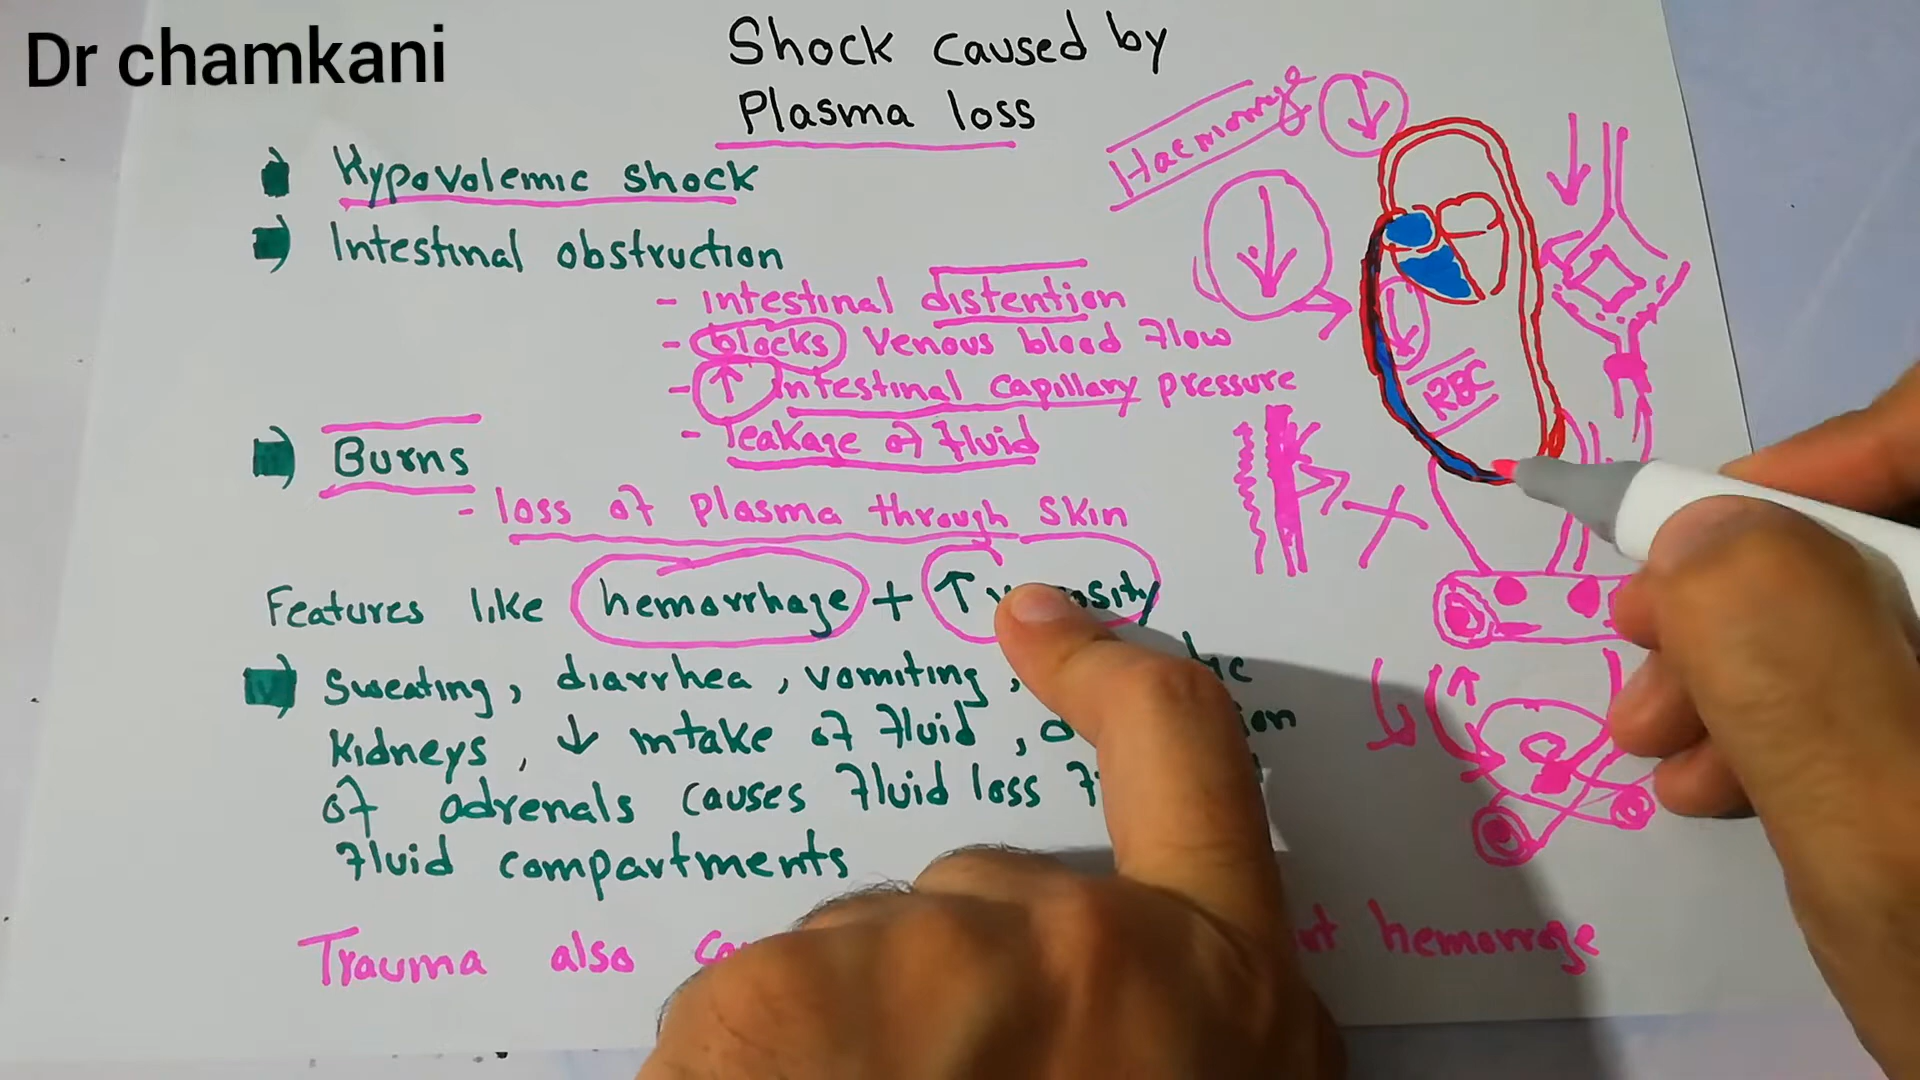 Dr chamkani
Shock caused by
Plasma loss
Haemorrage
Hypovolemic shock
Intestinal obstruction
- intestinal distention
- blocks venous blood flow
- ↑ intestinal capillary pressure
- leakage of fluid
RBC
Burns
- loss of plasma through skin
Features like hemorrhage + ↑
Sweating, diarrhea, vomiting,
Kidneys, ↓ intake of fluid,
of adrenals causes fluid loss
fluid compartments
Trauma also hemorrage